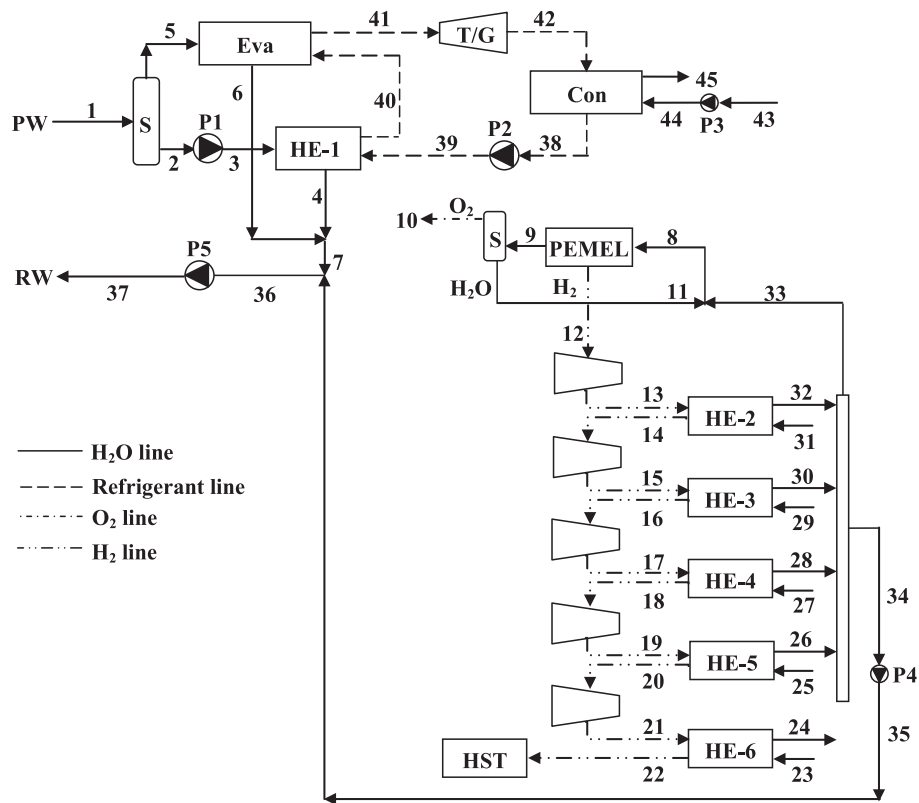 41
42
5
Eva
T/G
6
40
45
1
PW
S
P1
Con
44
P3
43
2
3
HE-1
39
P2
38
4
10
O₂
S
9
PEMEL
8
RW
37
P5
36
7
H₂O
H₂
11
33
12
13
HE-2
32
14
31
H₂O line
Refrigerant line
O₂ line
H₂ line
15
HE-3
30
16
29
17
HE-4
28
18
27
34
19
HE-5
26
20
25
P4
35
21
HE-6
24
HST
22
23